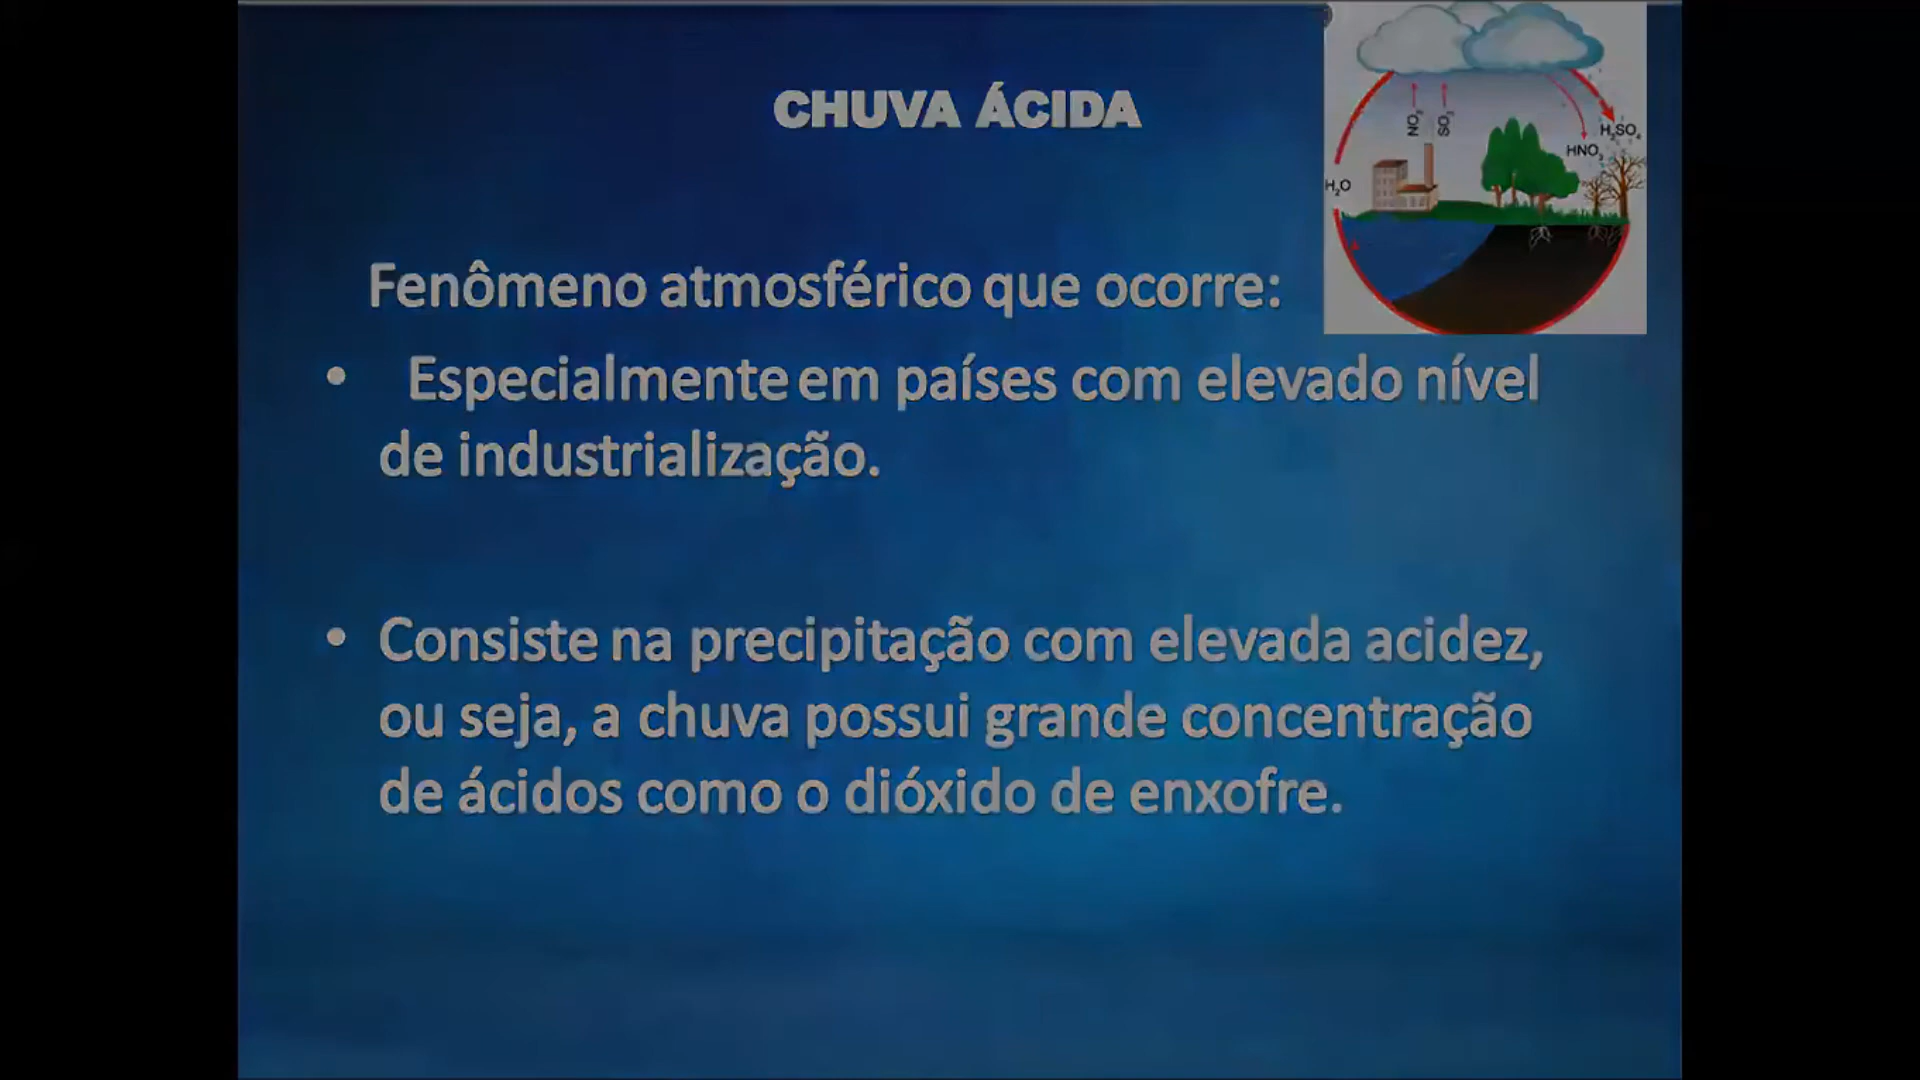 CHUVA ÁCIDA
NO₂
SO₃
H₂SO₄
HNO₃
H₂O
Fenômeno atmosférico que ocorre:
• Especialmente em países com elevado nível
de industrialização.
• Consiste na precipitação com elevada acidez,
ou seja, a chuva possui grande concentração
de ácidos como o dióxido de enxofre.